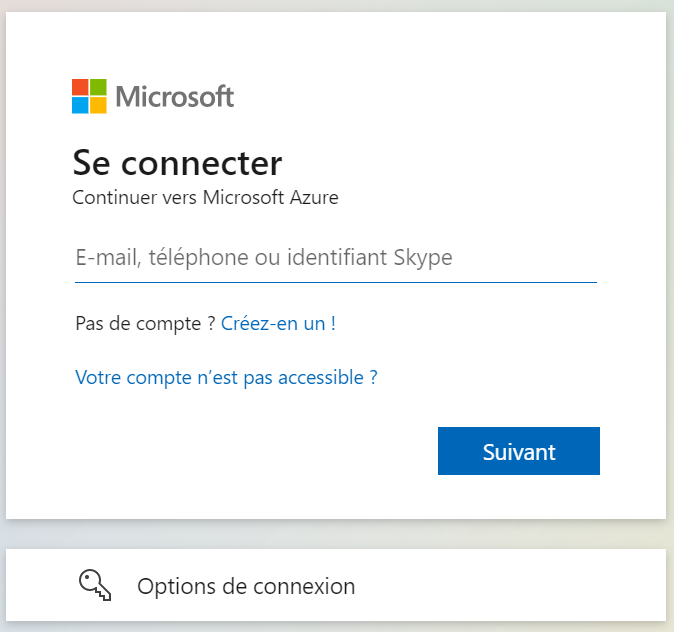 Microsoft
Se connecter
Continuer vers Microsoft Azure
E-mail, téléphone ou identifiant Skype
Pas de compte ? Créez-en un !
Votre compte n’est pas accessible ?
Suivant
Options de connexion